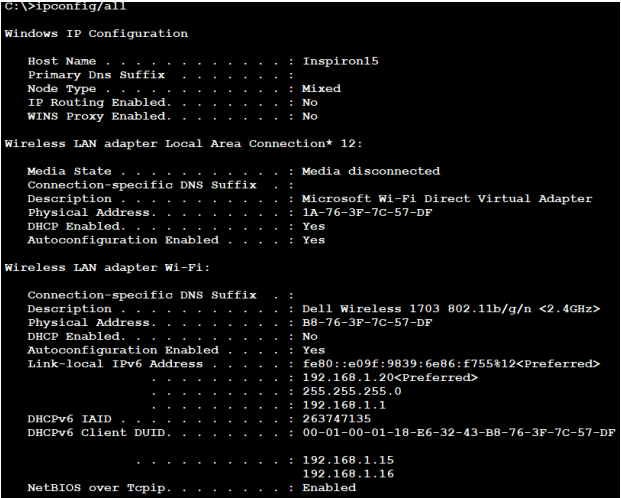 C:\>ipconfig/all
Windows IP Configuration
Host Name . . . . . . . . . . . . : Inspiron15
Primary Dns Suffix  . . . . . . . :
Node Type . . . . . . . . . . . . : Mixed
IP Routing Enabled. . . . . . . . : No
WINS Proxy Enabled. . . . . . . . : No
Wireless LAN adapter Local Area Connection* 12:
Media State . . . . . . . . . . . : Media disconnected
Connection-specific DNS Suffix  . :
Description . . . . . . . . . . . : Microsoft Wi-Fi Direct Virtual Adapter
Physical Address. . . . . . . . . : 1A-76-3F-7C-57-DF
DHCP Enabled. . . . . . . . . . . : Yes
Autoconfiguration Enabled . . . . : Yes
Wireless LAN adapter Wi-Fi:
Connection-specific DNS Suffix  . :
Description . . . . . . . . . . . : Dell Wireless 1703 802.11b/g/n <2.4GHz>
Physical Address. . . . . . . . . : B8-76-3F-7C-57-DF
DHCP Enabled. . . . . . . . . . . : No
Autoconfiguration Enabled . . . . : Yes
Link-local IPv6 Address . . . . . : fe80::e09f:9839:6e86:f755%12<Preferred>
. . . . . . . . . : 192.168.1.20<Preferred>
. . . . . . . . . : 255.255.255.0
. . . . . . . . . : 192.168.1.1
DHCPv6 IAID . . . . . . . . . . . : 263747135
DHCPv6 Client DUID. . . . . . . . : 00-01-00-01-18-E6-32-43-B8-76-3F-7C-57-DF
. . . . . . . . . . : 192.168.1.15
192.168.1.16
NetBIOS over Tcpip. . . . . . . . : Enabled